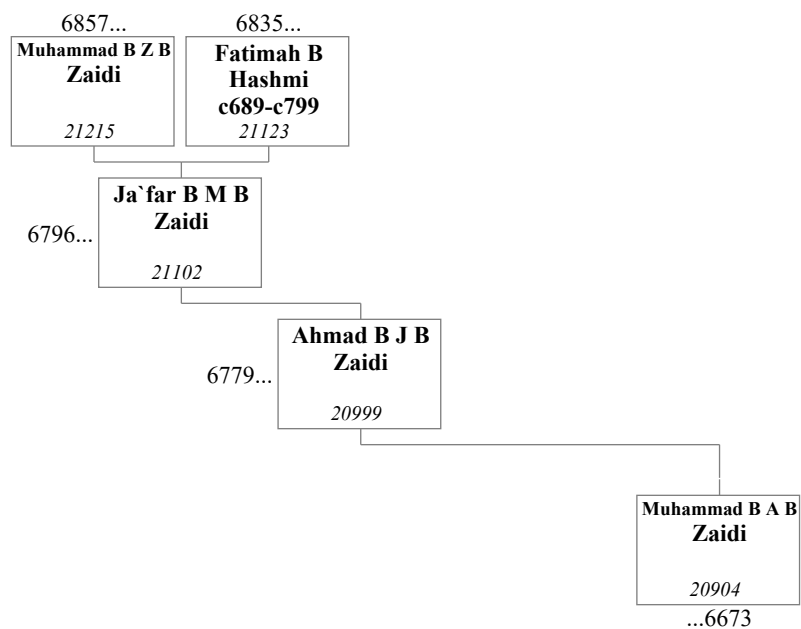 6857...
6835...
Muhammad B Z B
Zaidi
21215
Fatimah B
Hashmi
c689-c799
21123
Ja`far B M B
Zaidi
6796...
21102
Ahmad B J B
Zaidi
6779...
20999
Muhammad B A B
Zaidi
20904
...6673